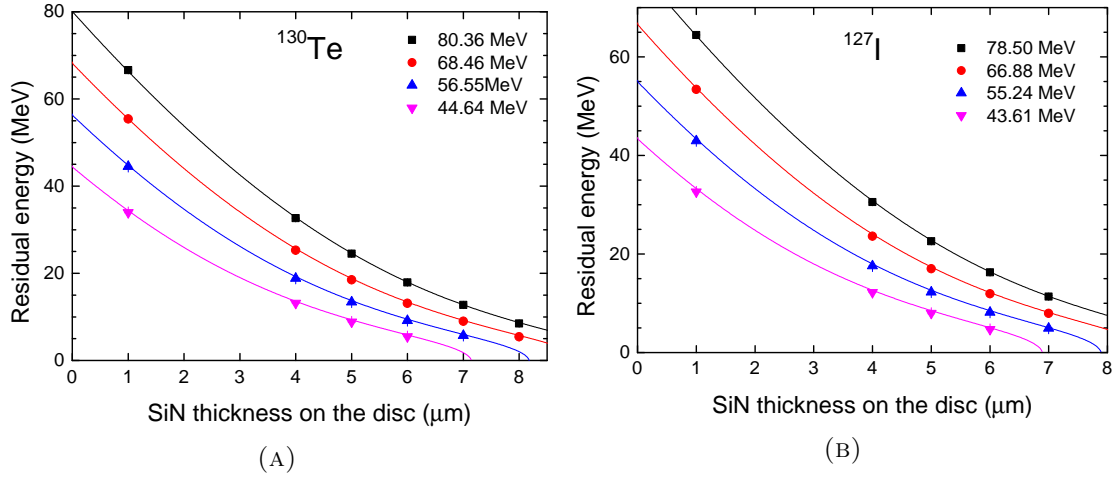 ¹³⁰Te
80.36 MeV
68.46 MeV
56.55MeV
44.64 MeV
80
60
40
20
0
Residual energy (MeV)
0 1 2 3 4 5 6 7 8
SiN thickness on the disc (μm)
(A)
¹²⁷I
78.50 MeV
66.88 MeV
55.24 MeV
43.61 MeV
60
40
20
0
Residual energy (MeV)
0 1 2 3 4 5 6 7 8
SiN thickness on the disc (μm)
(B)